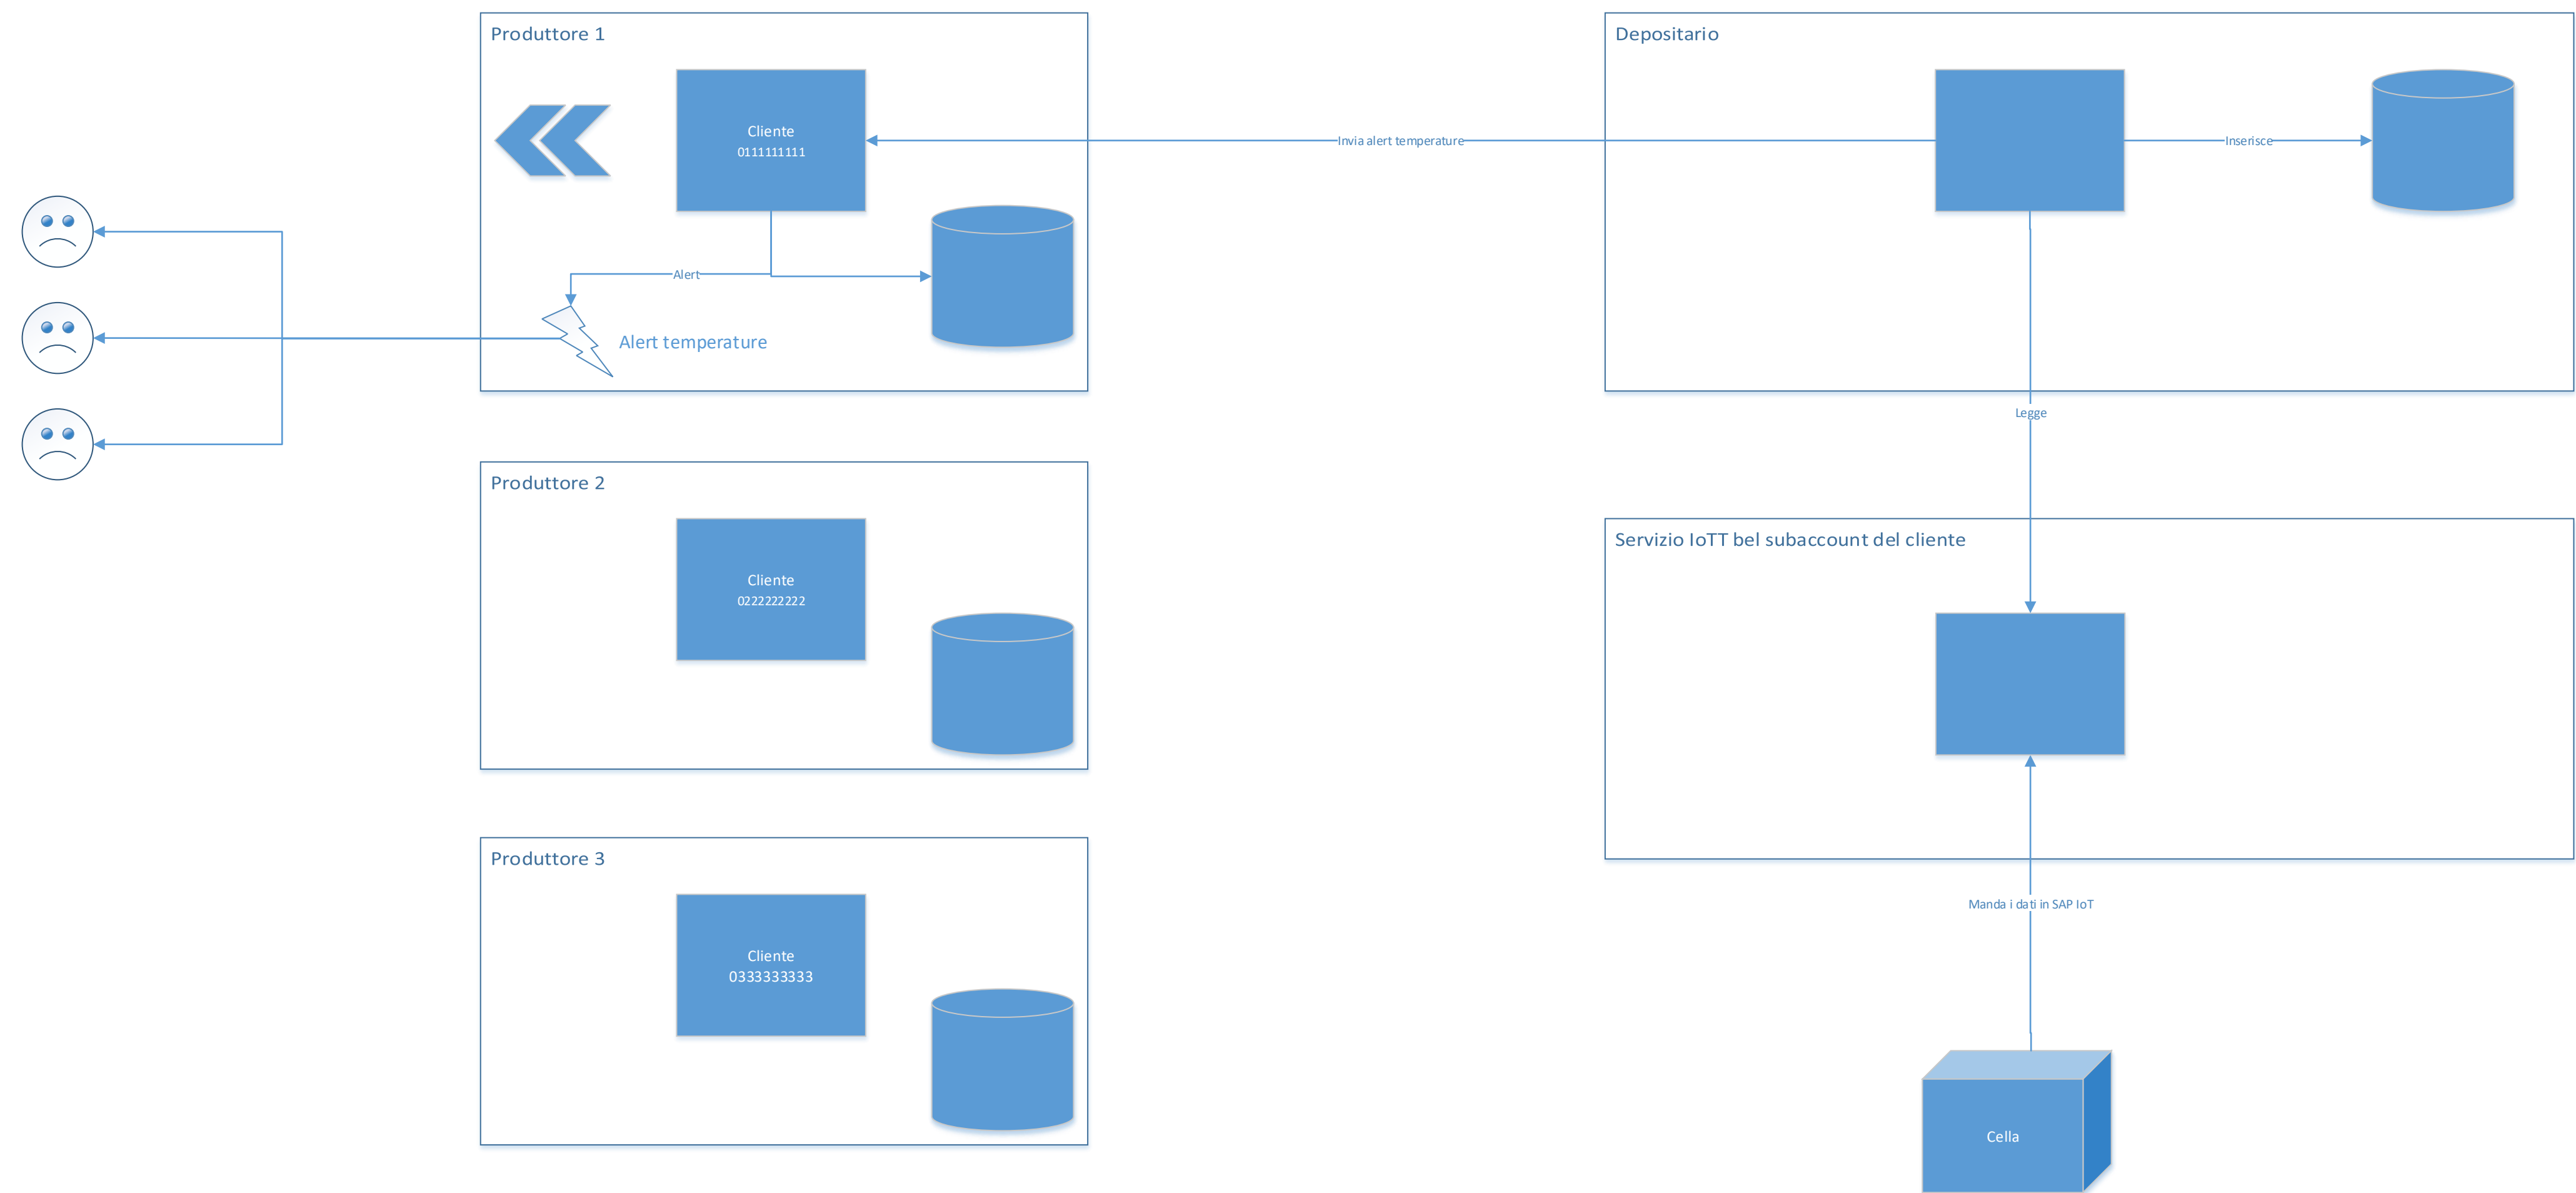 Produttore 1
Cliente
0111111111
Alert
Alert temperature
Invia alert temperature
Depositario
Inserisce
Legge
Produttore 2
Cliente
0222222222
Servizio IoTT bel subaccount del cliente
Produttore 3
Cliente
0333333333
Manda i dati in SAP IoT
Cella